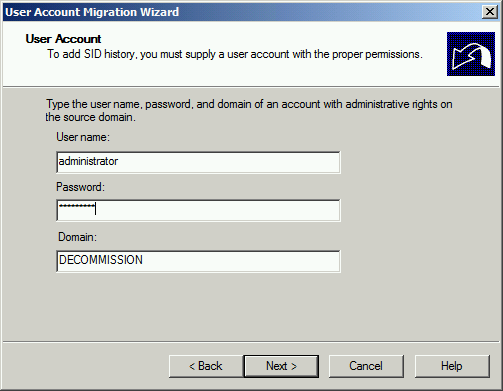 User Account Migration Wizard
User Account
To add SID history, you must supply a user account with the proper permissions.
Type the user name, password, and domain of an account with administrative rights on
the source domain.
User name:
administrator
Password:
*********
Domain:
DECOMMISSION
< Back
Next >
Cancel
Help